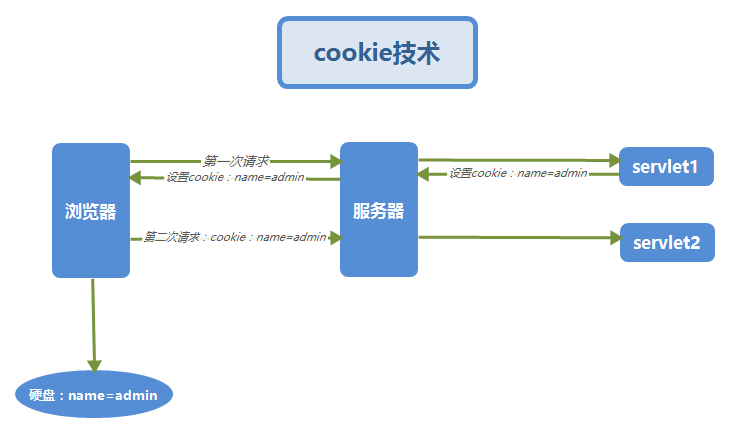 cookie技术
第一次请求
设置cookie：name=admin
设置cookie：name=admin
servlet1
浏览器
服务器
第二次请求：cookie：name=admin
servlet2
硬盘：name=admin